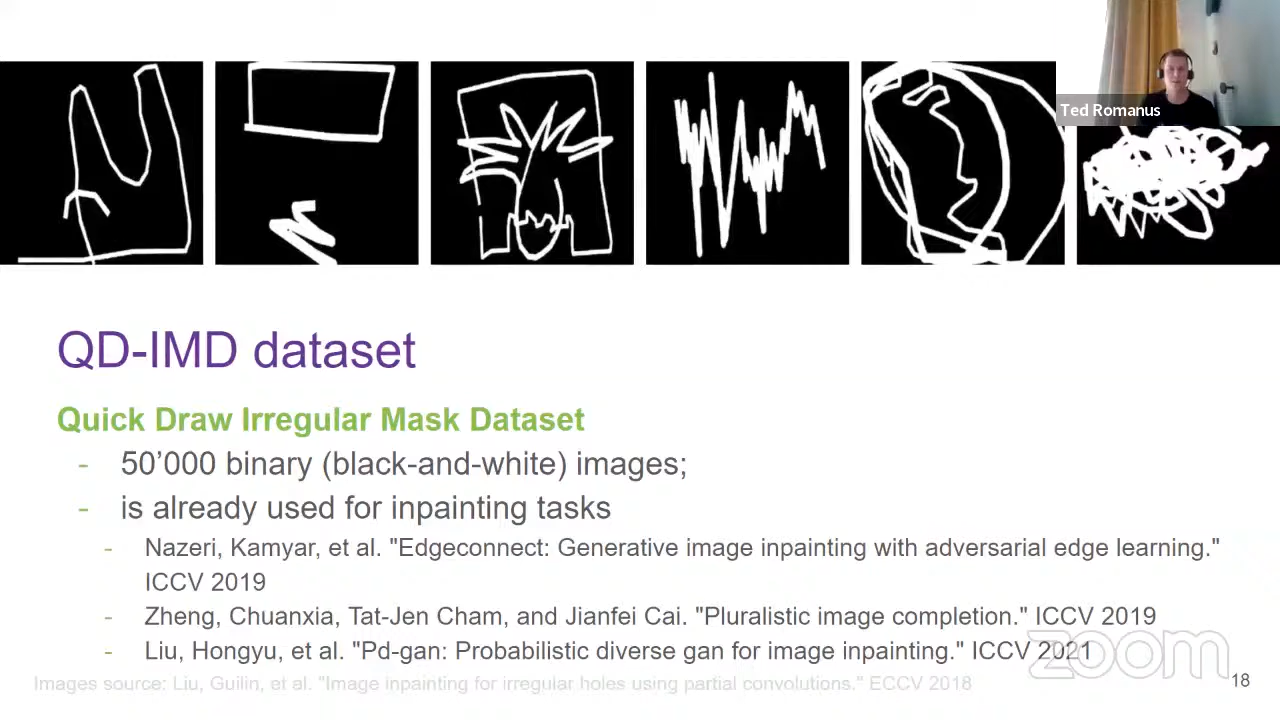 Ted Romanus
QD-IMD dataset
Quick Draw Irregular Mask Dataset
- 50’000 binary (black-and-white) images;
- is already used for inpainting tasks
- Nazeri, Kamyar, et al. "Edgeconnect: Generative image inpainting with adversarial edge learning."
ICCV 2019
- Zheng, Chuanxia, Tat-Jen Cham, and Jianfei Cai. "Pluralistic image completion." ICCV 2019
- Liu, Hongyu, et al. "Pd-gan: Probabilistic diverse gan for image inpainting." ICCV 2021
zoom
Images source: Liu, Guilin, et al. "Image inpainting for irregular holes using partial convolutions." ECCV 2018
18